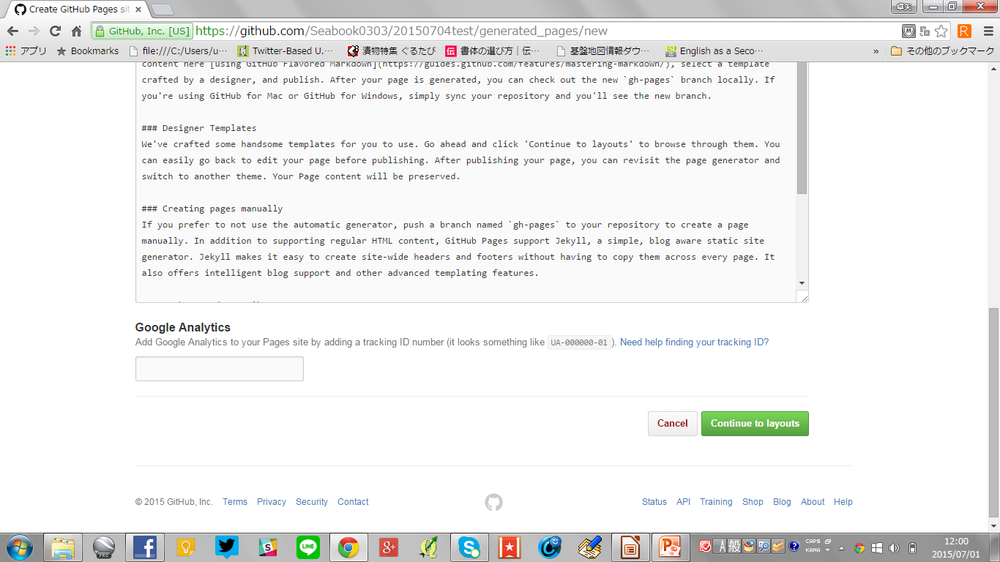 Create GitHub Pages sit
卓矢
GitHub, Inc. [US] https://github.com/Seabook0303/20150704test/generated_pages/new
アプリ Bookmarks file:///C:/Users/u… Twitter-Based U.… 漬物特集 ぐるたび 書体の選び方｜伝… 基盤地図情報ダウ… English as a Seco… » その他のブックマーク
content here [using GitHub Flavored Markdown](https://guides.github.com/features/mastering-markdown/), select a template
crafted by a designer, and publish. After your page is generated, you can check out the new `gh-pages` branch locally. If
you're using GitHub for Mac or GitHub for Windows, simply sync your repository and you'll see the new branch.
### Designer Templates
We've crafted some handsome templates for you to use. Go ahead and click 'Continue to layouts' to browse through them. You
can easily go back to edit your page before publishing. After publishing your page, you can revisit the page generator and
switch to another theme. Your Page content will be preserved.
### Creating pages manually
If you prefer to not use the automatic generator, push a branch named `gh-pages` to your repository to create a page
manually. In addition to supporting regular HTML content, GitHub Pages support Jekyll, a simple, blog aware static site
generator. Jekyll makes it easy to create site-wide headers and footers without having to copy them across every page. It
also offers intelligent blog support and other advanced templating features.
Google Analytics
Add Google Analytics to your Pages site by adding a tracking ID number (it looks something like UA-000000-01). Need help finding your tracking ID?
Cancel Continue to layouts
© 2015 GitHub, Inc. Terms Privacy Security Contact Status API Training Shop Blog About Help
PRO LINE A 般 CAPS KANA 12:00
2015/07/01